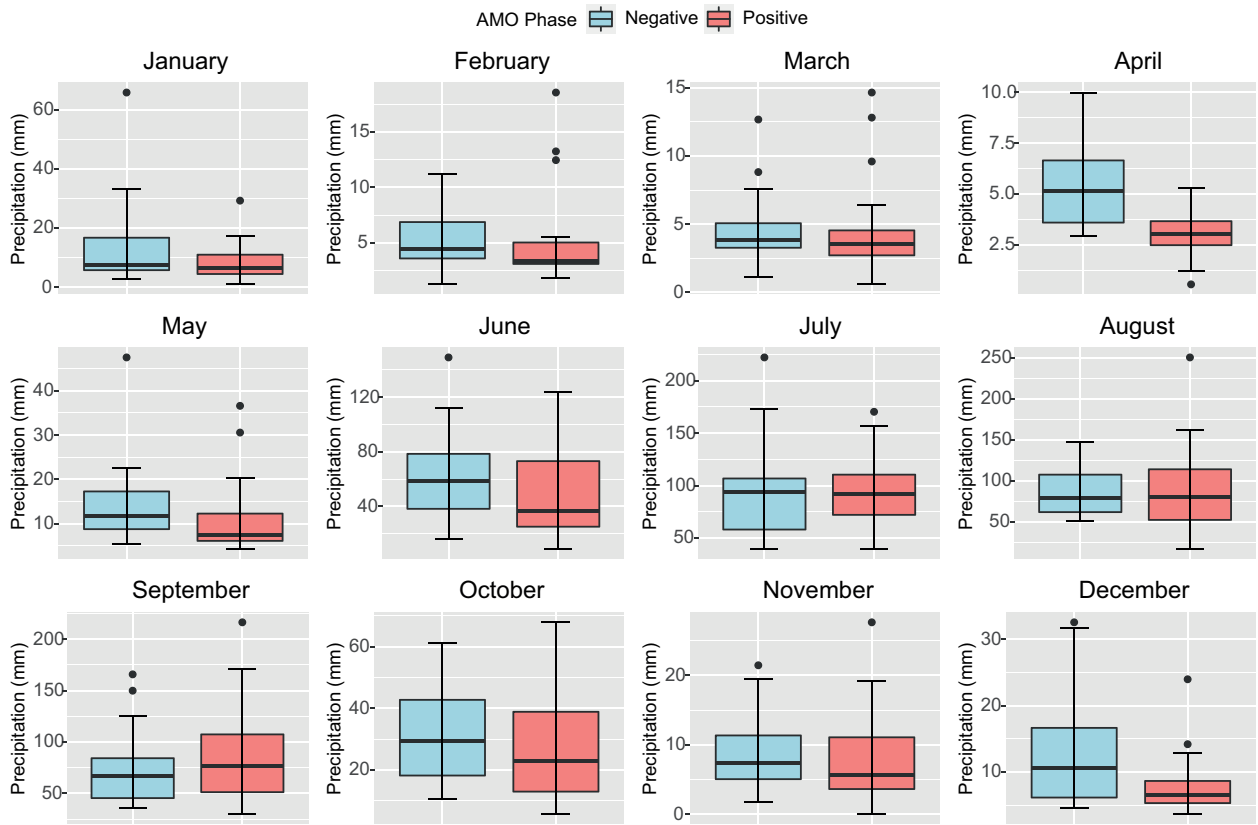 AMO Phase Negative Positive
January February March April
Precipitation (mm) 60 40 20 0
Precipitation (mm) 15 10 5
Precipitation (mm) 15 10 5 0
Precipitation (mm) 10.0 7.5 5.0 2.5
May June July August
Precipitation (mm) 40 30 20 10
Precipitation (mm) 120 80 40
Precipitation (mm) 200 150 100 50
Precipitation (mm) 250 200 150 100 50
September October November December
Precipitation (mm) 200 150 100 50
Precipitation (mm) 60 40 20
Precipitation (mm) 20 10 0
Precipitation (mm) 30 20 10